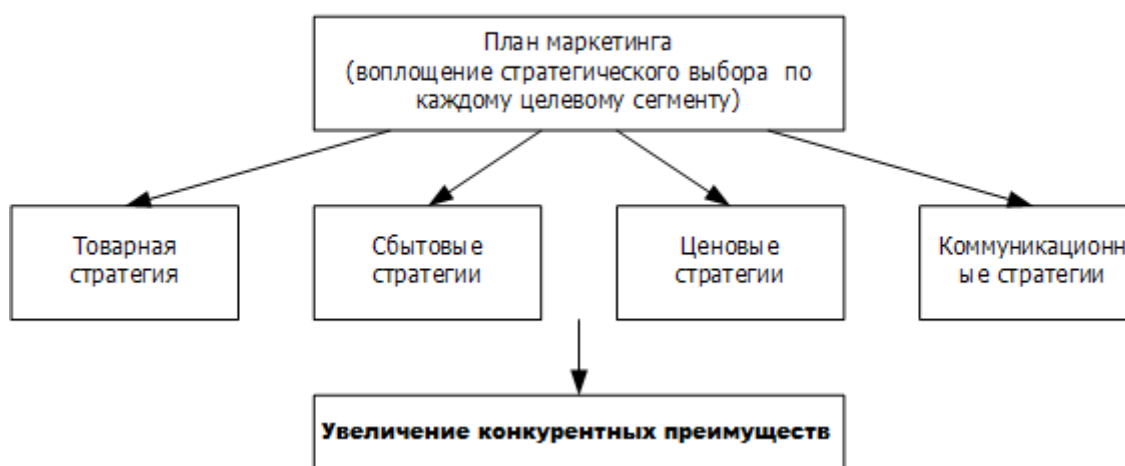 План маркетинга
(воплощение стратегического выбора по
каждому целевому сегменту)
Товарная
стратегия
Сбытовые
стратегии
Ценовые
стратегии
Коммуникационн
ые стратегии
Увеличение конкурентных преимуществ